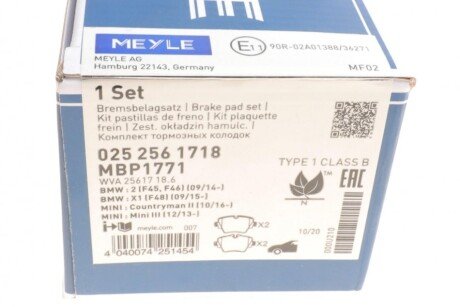 MEYLE
E11 90R-02A01388/36271
MEYLE AG
Hamburg 22143, Germany
MF02
1 Set
Bremsbelagsatz | Brake pad set |
Kit pastillas de freno | Kit plaquette
frein | Zest. okładzin hamulc. |
Комплект тормозных колодок
025 256 1718
MBP1771
WVA 25617 18.6
BMW : 2 (F45, F46) (09/14-)
BMW : X1 (F48) (09/15-)
MINI : Countryman II (10/16-)
MINI : Mini III (12/13-)
TYPE 1 CLASS B
N
EAC
meyle.com 007
X2
X2
10/20
000U210
4 040074 251454